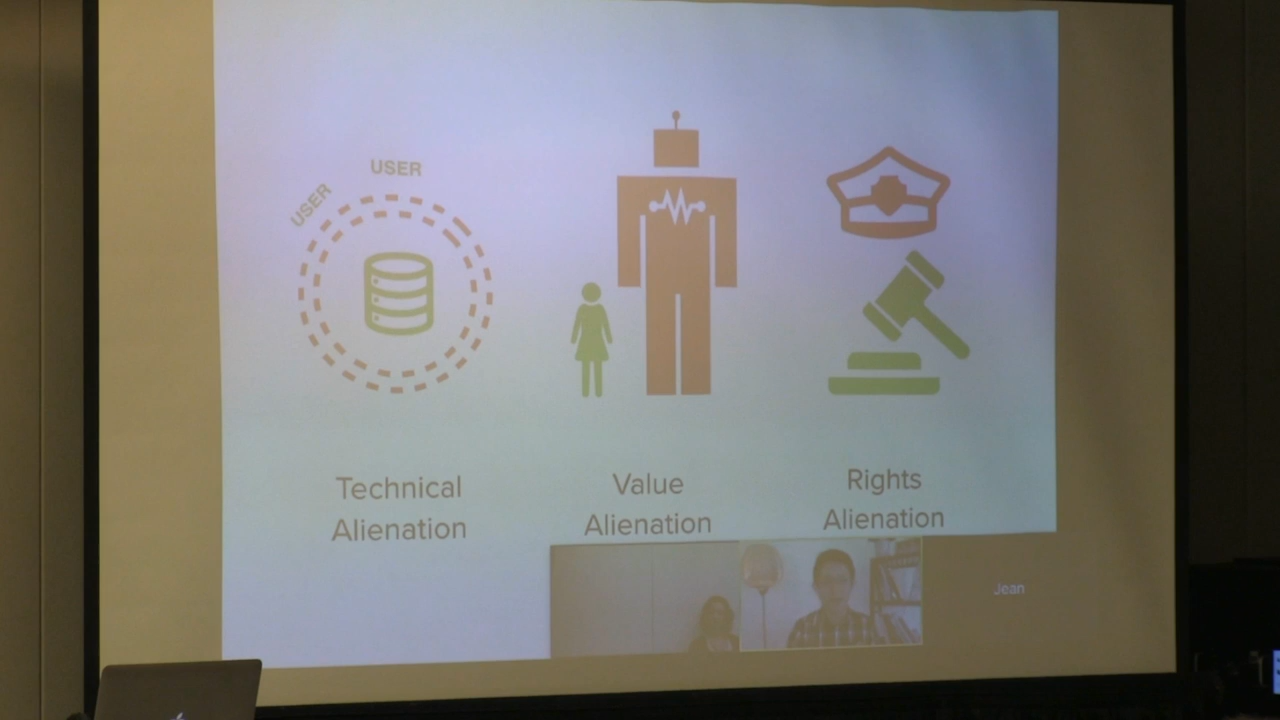 USER
USER
Technical
Alienation
Value
Alienation
Rights
Alienation
Jean